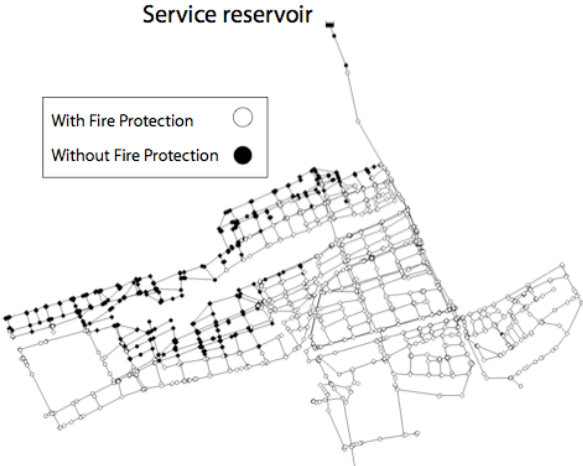 Service reservoir
With Fire Protection
Without Fire Protection